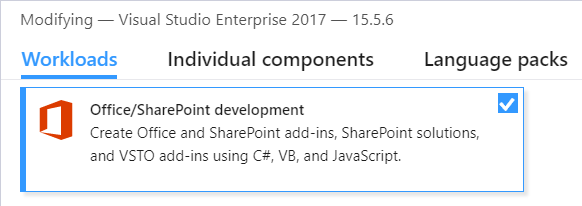 Modifying — Visual Studio Enterprise 2017 — 15.5.6
Workloads Individual components Language packs
Office/SharePoint development
Create Office and SharePoint add-ins, SharePoint solutions,
and VSTO add-ins using C#, VB, and JavaScript.